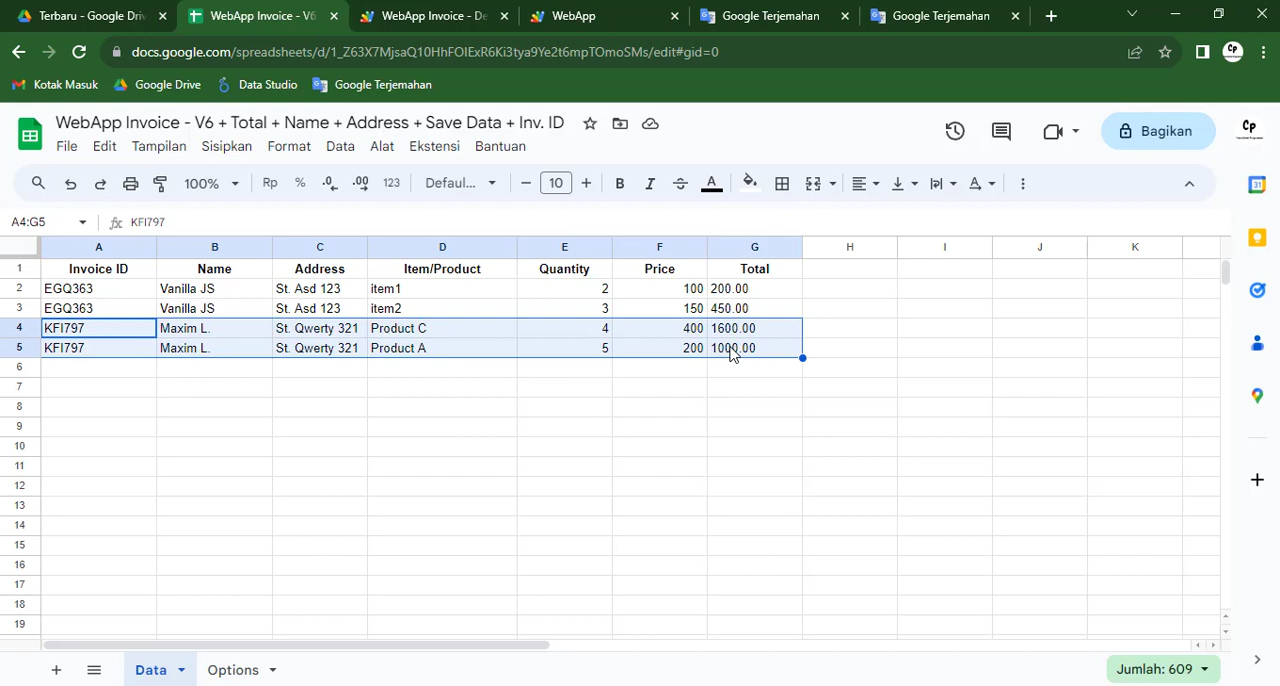 Terbaru - Google Driv
WebApp Invoice - V6
WebApp Invoice - De
WebApp
Google Terjemahan
Google Terjemahan
docs.google.com/spreadsheets/d/1_Z63X7MjsaQ10HhFOIExR6Ki3tya9Ye2t6mpTOmoSMs/edit#gid=0
Kotak Masuk
Google Drive
Data Studio
Google Terjemahan
WebApp Invoice - V6 + Total + Name + Address + Save Data + Inv. ID
File Edit Tampilan Sisipkan Format Data Alat Ekstensi Bantuan
Bagikan
100% Rp % .0 .00 123 Defaul... 10 B I A
A4:G5 fx KFI797
A B C D E F G H I J K
1 Invoice ID Name Address Item/Product Quantity Price Total
2 EGQ363 Vanilla JS St. Asd 123 item1 2 100 200.00
3 EGQ363 Vanilla JS St. Asd 123 item2 3 150 450.00
4 KFI797 Maxim L. St. Qwerty 321 Product C 4 400 1600.00
5 KFI797 Maxim L. St. Qwerty 321 Product A 5 200 1000.00
6
7
8
9
10
11
12
13
14
15
16
17
18
19
Data Options Jumlah: 609